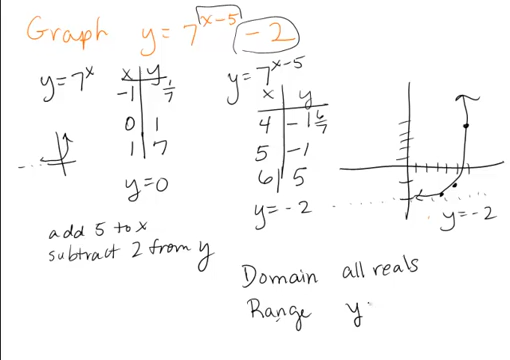 Graph y = 7^(x-5) - 2
y = 7^x
x y
-1 1/7
0 1
1 7
y = 0
add 5 to x
subtract 2 from y
y = 7^(x-5)
x y
4 -1 6/7
5 -1
6 5
y = -2
y = -2
Domain all reals
Range y